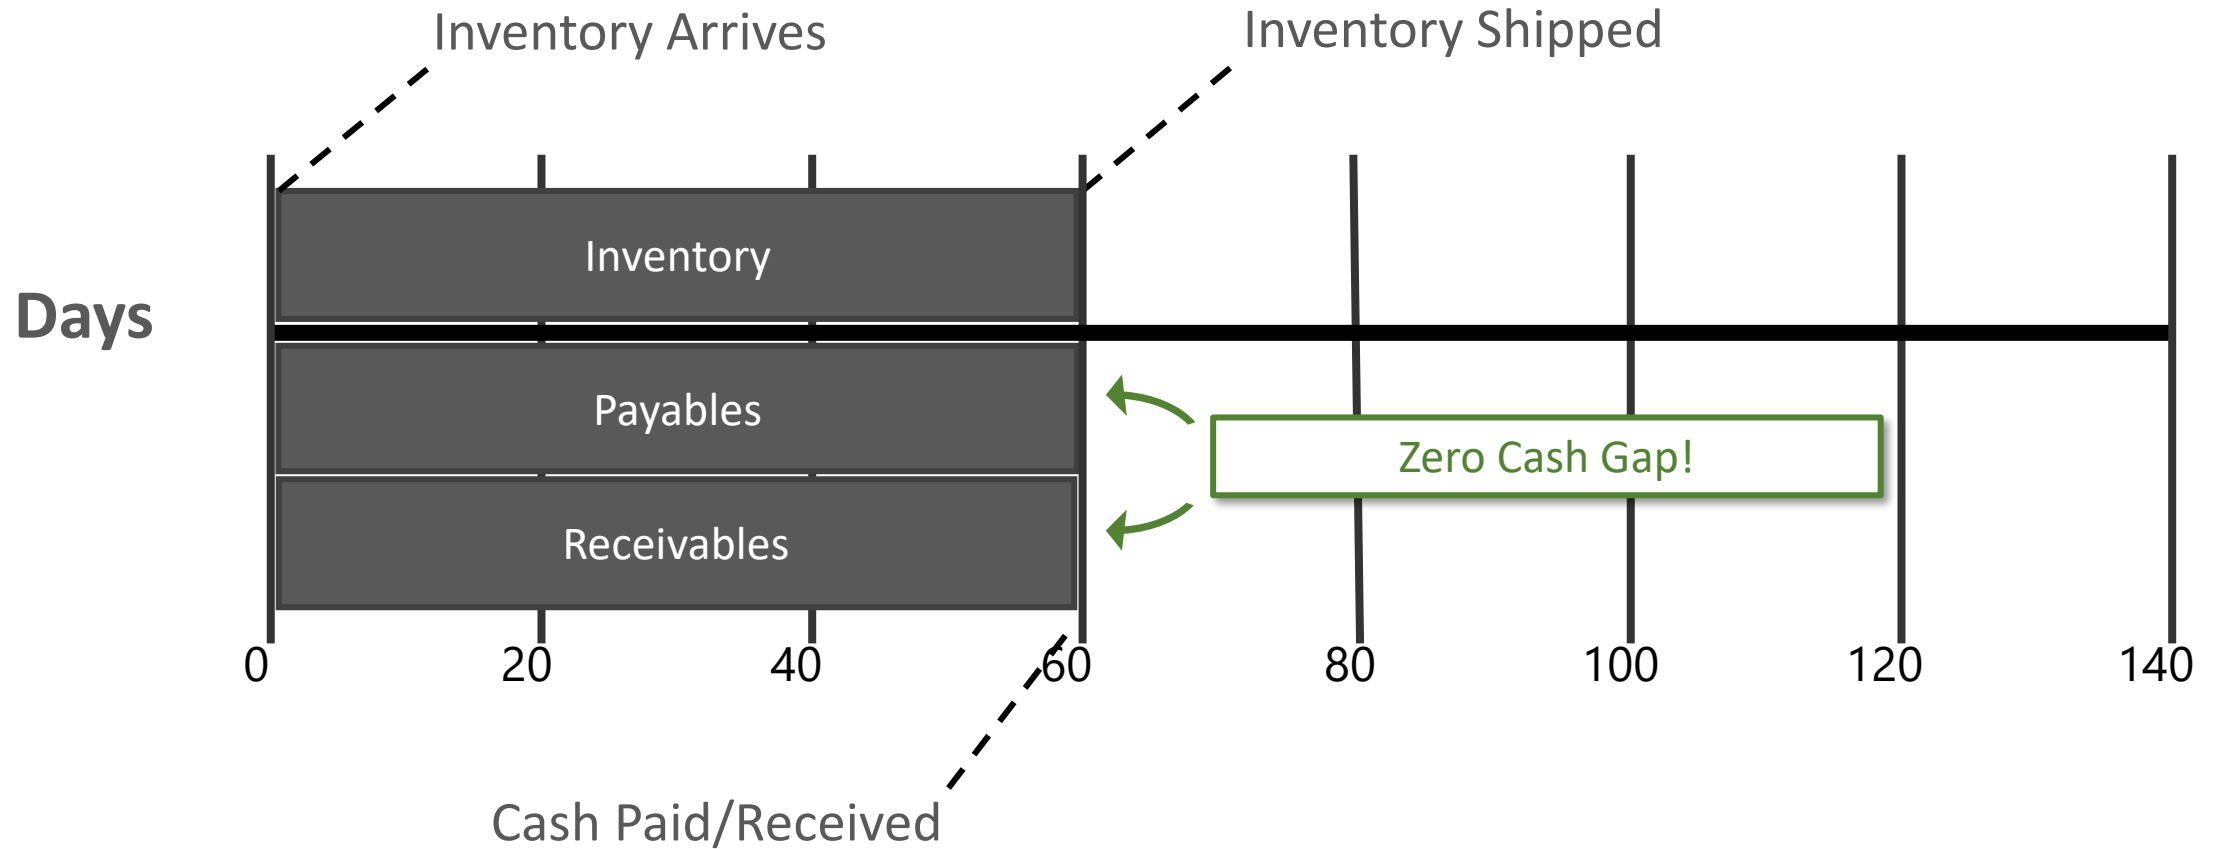 Inventory Arrives
Inventory Shipped
Inventory
Days
Payables
Zero Cash Gap!
Receivables
0 20 40 60 80 100 120 140
Cash Paid/Received